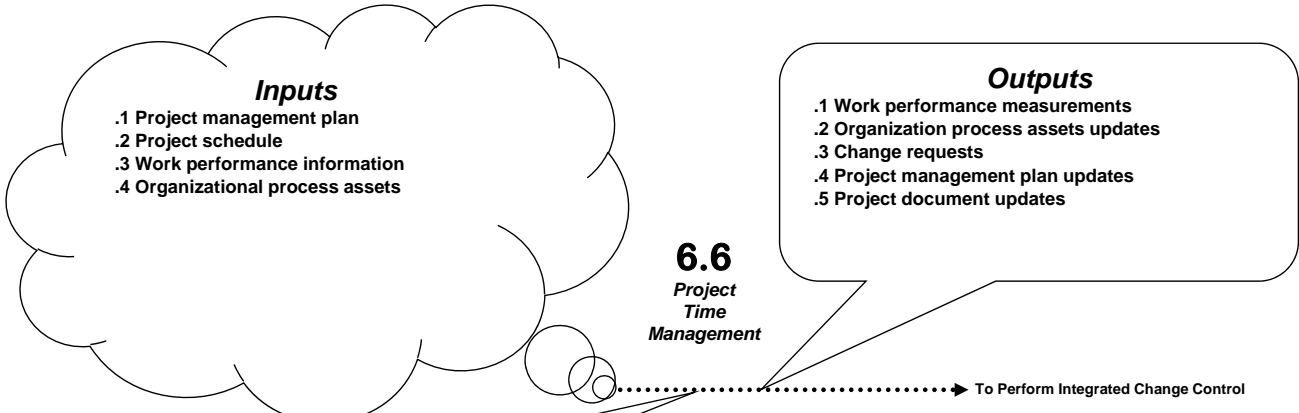 Inputs
.1 Project management plan
.2 Project schedule
.3 Work performance information
.4 Organizational process assets
Outputs
.1 Work performance measurements
.2 Organization process assets updates
.3 Change requests
.4 Project management plan updates
.5 Project document updates
6.6
Project
Time
Management
To Perform Integrated Change Control